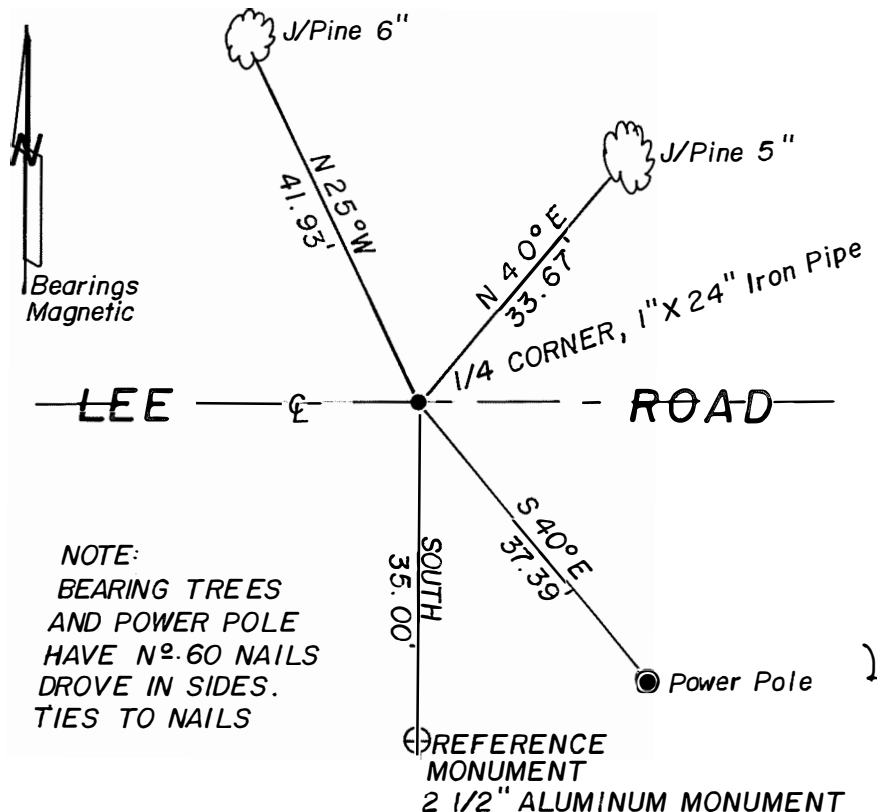 J/Pine 6"
J/Pine 5"
N
Bearings
Magnetic
N 25°W
41.93'
N 40°E
33.67'
1/4 CORNER, 1"X 24" Iron Pipe
LEE ℄ ROAD
SOUTH
35.00'
S 40°E
37.39'
NOTE:
BEARING TREES
AND POWER POLE
HAVE Nº.60 NAILS
DROVE IN SIDES.
TIES TO NAILS
Power Pole
REFERENCE
MONUMENT
2 1/2" ALUMINUM MONUMENT